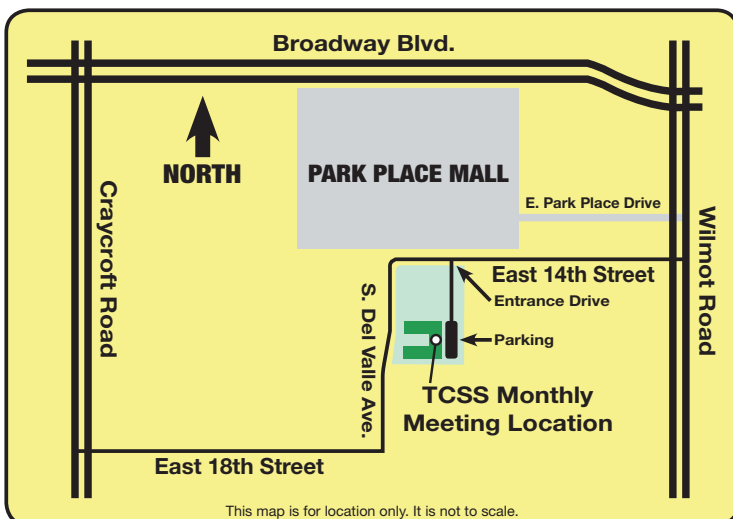 Broadway Blvd.
NORTH
PARK PLACE MALL
E. Park Place Drive
Craycroft Road
Wilmot Road
East 14th Street
Entrance Drive
S. Del Valle Ave.
Parking
TCSS Monthly
Meeting Location
East 18th Street
This map is for location only. It is not to scale.